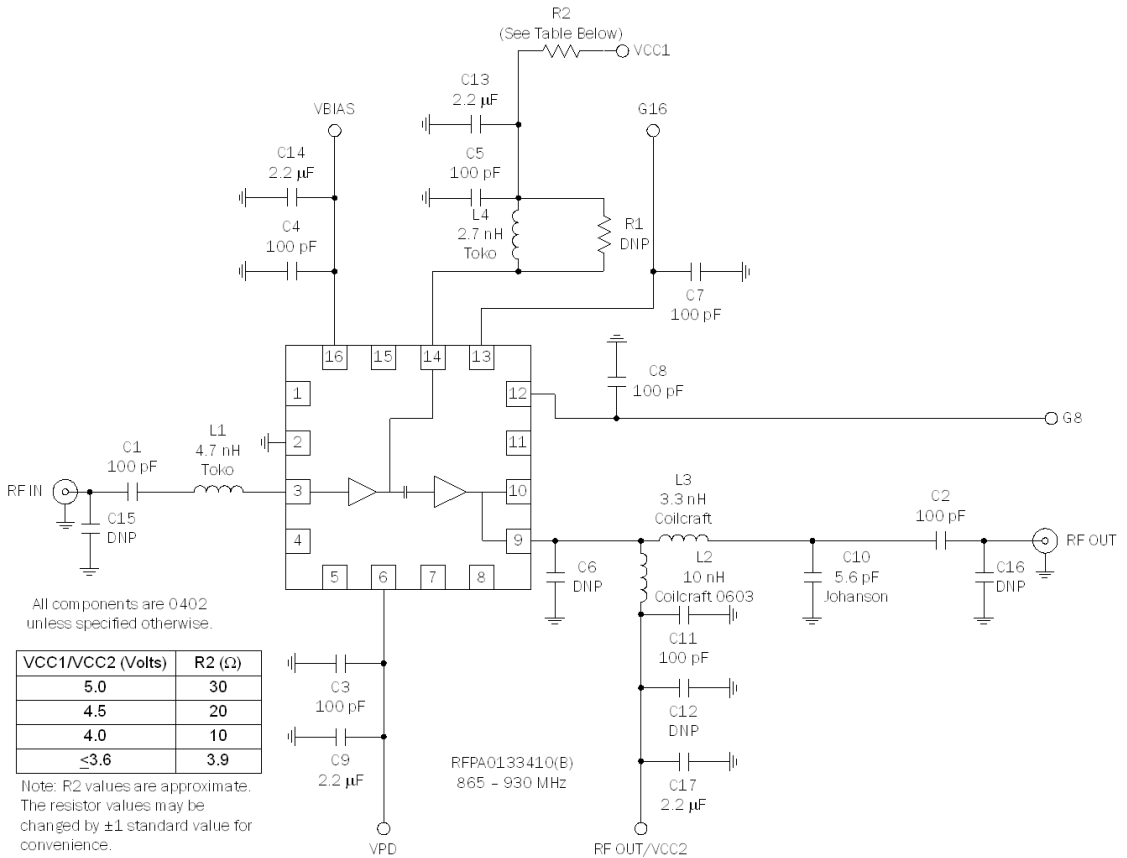 R2
(See Table Below)
VCC1
C13
2.2 μF
VBIAS
G16
C14
2.2 μF
C5
100 pF
L4
2.7 nH
Toko
R1
DNP
C4
100 pF
C7
100 pF
16
15
14
13
C8
100 pF
1
12
G8
2
11
L1
4.7 nH
Toko
C1
100 pF
RF IN
3
10
L3
3.3 nH
Coilcraft
C2
100 pF
C15
DNP
4
9
RF OUT
C6
DNP
L2
10 nH
Coilcraft 0603
C10
5.6 pF
Johanson
C16
DNP
5
6
7
8
All components are 0402
unless specified otherwise.
C11
100 pF
VCC1/VCC2 (Volts) R2 (Ω)
5.0 30
4.5 20
4.0 10
≤3.6 3.9
C3
100 pF
C12
DNP
C9
2.2 μF
RFPA0133410(B)
865 – 930 MHz
C17
2.2 μF
Note: R2 values are approximate.
The resistor values may be
changed by ±1 standard value for
convenience.
VPD
RF OUT/VCC2